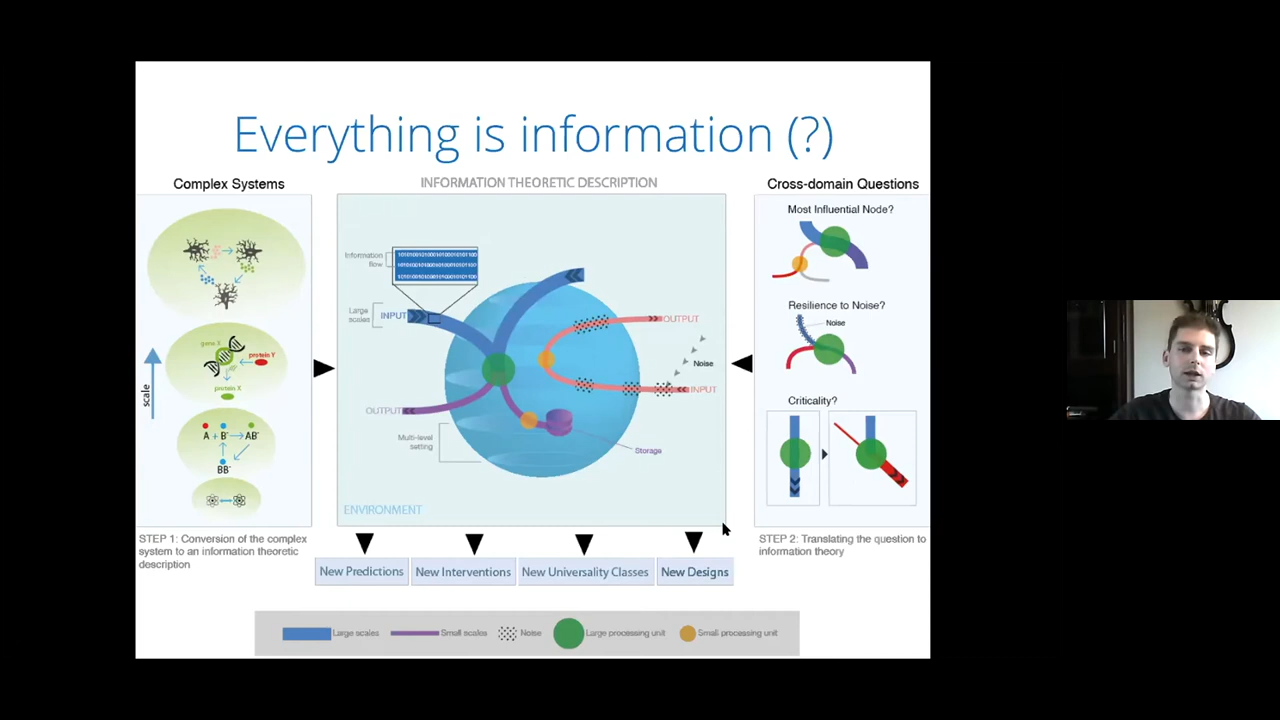 Everything is information (?)
Complex Systems
INFORMATION THEORETIC DESCRIPTION
Cross-domain Questions
gene X
protein Y
protein X
scale
A + B⁻ → AB⁻
BB⁻
STEP 1: Conversion of the complex
system to an information theoretic
description
Information
flow
Large
scales
INPUT
OUTPUT
Noise
INPUT
OUTPUT
Multi-level
setting
Storage
ENVIRONMENT
Most Influential Node?
Resilience to Noise?
Noise
Criticality?
STEP 2: Translating the question to
information theory
New Predictions
New Interventions
New Universality Classes
New Designs
Large scales
Small scales
Noise
Large processing unit
Small processing unit